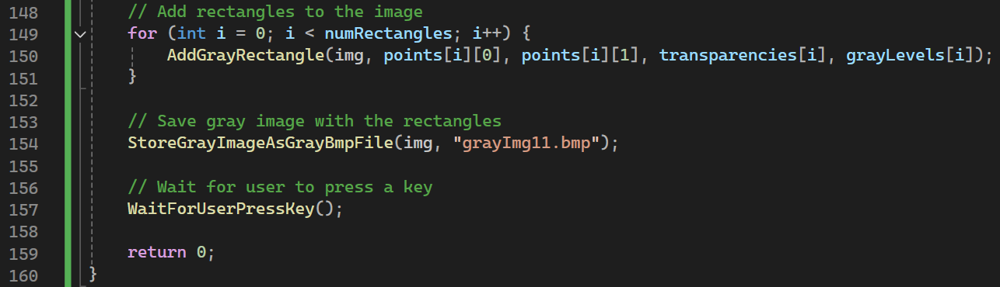 148 // Add rectangles to the image
149 for (int i = 0; i < numRectangles; i++) {
150 AddGrayRectangle(img, points[i][0], points[i][1], transparencies[i], grayLevels[i]);
151 }
152
153 // Save gray image with the rectangles
154 StoreGrayImageAsGrayBmpFile(img, "grayImg11.bmp");
155
156 // Wait for user to press a key
157 WaitForUserPressKey();
158
159 return 0;
160 }